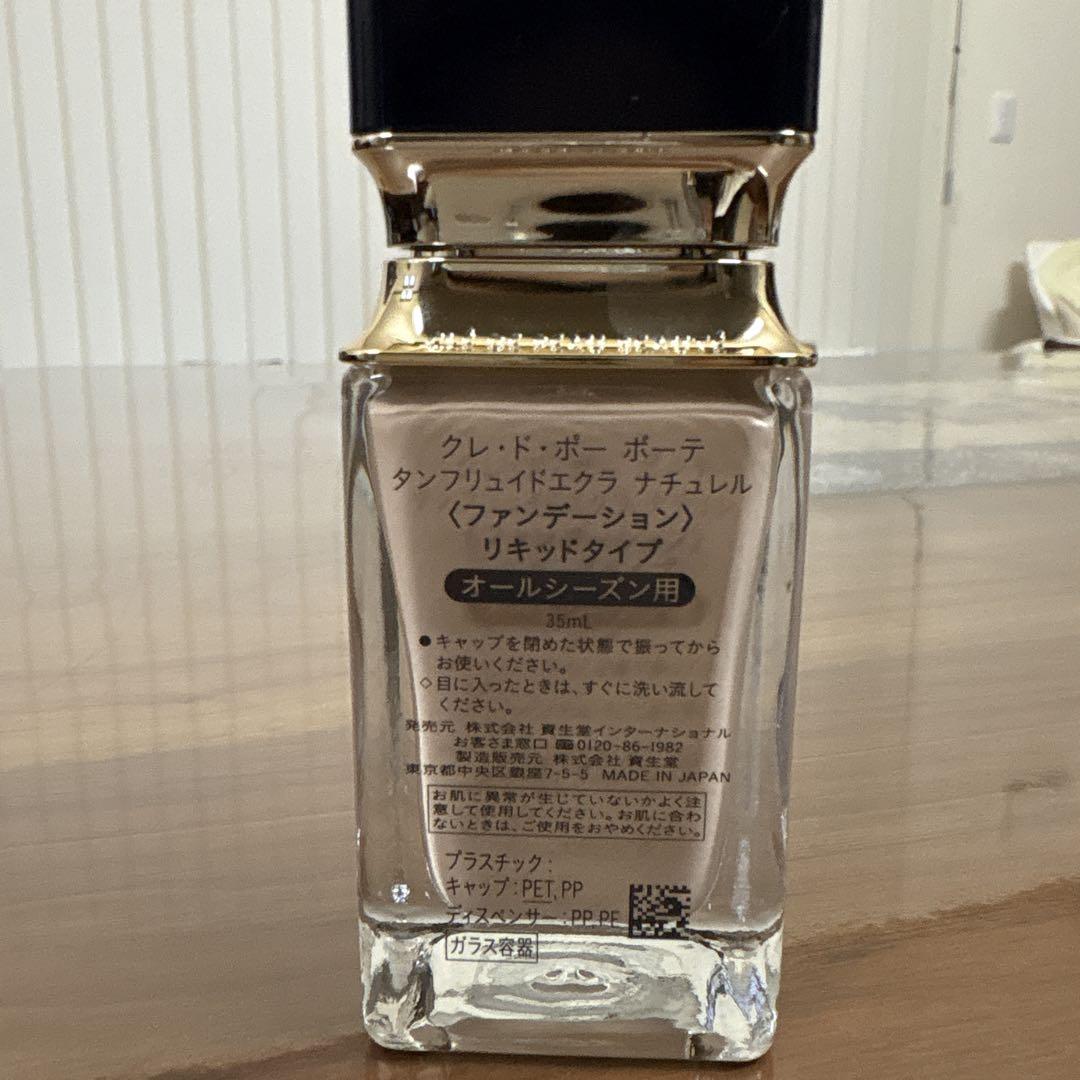 クレ・ド・ポー ボーテ
タンフリュイドエクラ ナチュレル
〈ファンデーション〉
リキッドタイプ
オールシーズン用
35mL
●キャップを閉めた状態で振ってから
お使いください。
◇目に入ったときは、すぐに洗い流して
ください。
発売元 株式会社 資生堂インターナショナル
お客さま窓口 0120-86-1982
製造販売元 株式会社 資生堂
東京都中央区銀座7-5-5 MADE IN JAPAN
お肌に異常が生じていないかよく注
意して使用してください。お肌に合わ
ないときは、ご使用をおやめください。
プラスチック:
キャップ:PET,PP
ディスペンサー:PP,PE
ガラス容器